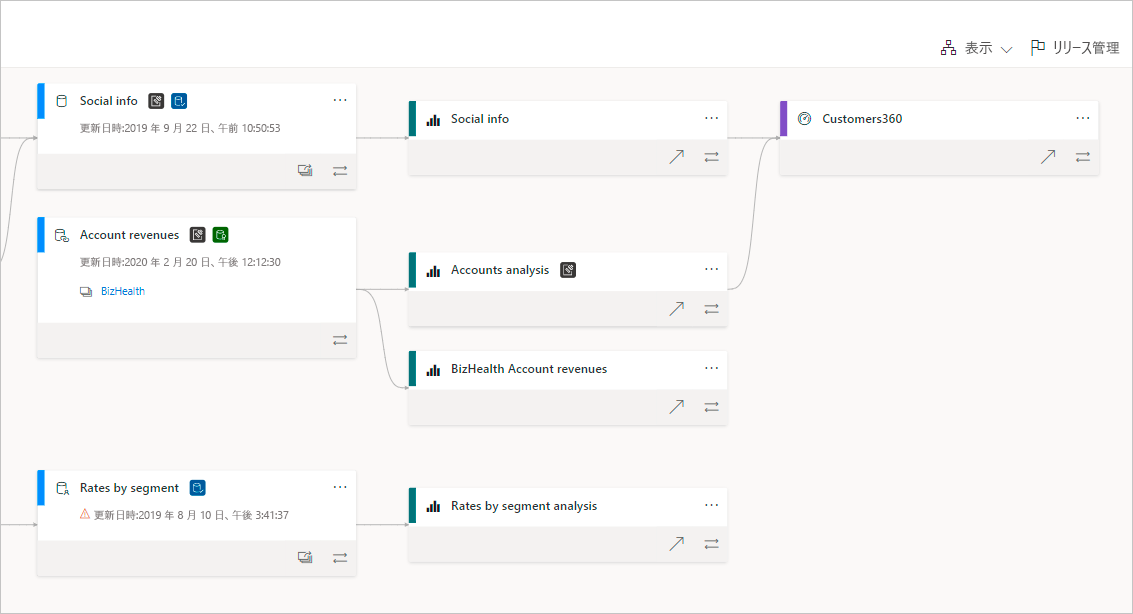 表示
リリース管理
Social info
更新日時:2019 年 9 月 22 日、午前 10:50:53
Social info
Customers360
Account revenues
更新日時:2020 年 2 月 20 日、午後 12:12:30
BizHealth
Accounts analysis
BizHealth Account revenues
Rates by segment
更新日時:2019 年 8 月 10 日、午後 3:41:37
Rates by segment analysis